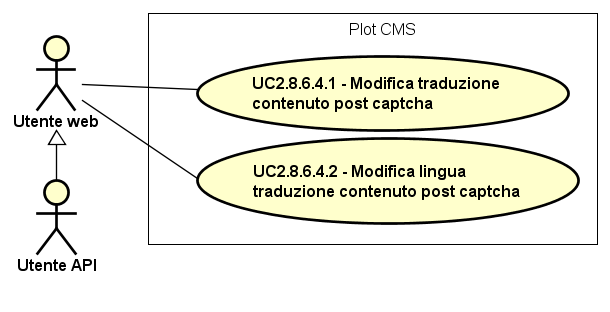 Plot CMS
UC2.8.6.4.1 - Modifica traduzione
contenuto post captcha
Utente web
UC2.8.6.4.2 - Modifica lingua
traduzione contenuto post captcha
Utente API